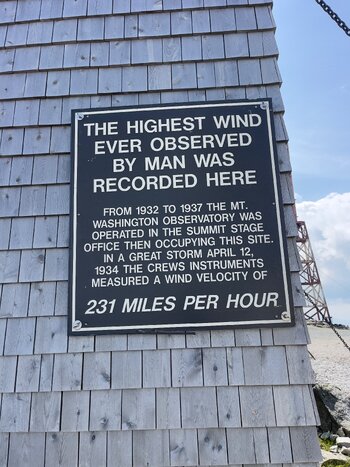 THE HIGHEST WIND
EVER OBSERVED
BY MAN WAS
RECORDED HERE
FROM 1932 TO 1937 THE MT.
WASHINGTON OBSERVATORY WAS
OPERATED IN THE SUMMIT STAGE
OFFICE THEN OCCUPYING THIS SITE.
IN A GREAT STORM APRIL 12,
1934 THE CREWS INSTRUMENTS
MEASURED A WIND VELOCITY OF
231 MILES PER HOUR